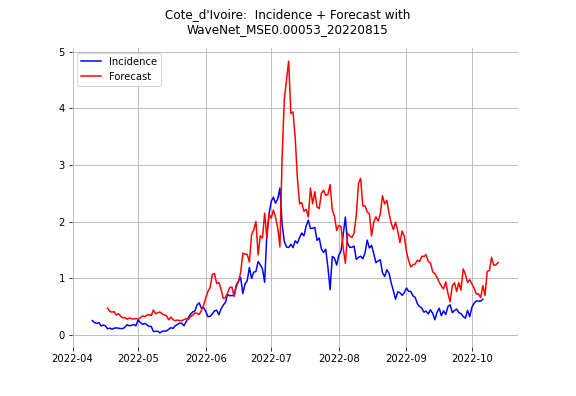 Cote_d'Ivoire:  Incidence + Forecast with
WaveNet_MSE0.00053_20220815
Incidence
Forecast
5
4
3
2
1
0
2022-04 2022-05 2022-06 2022-07 2022-08 2022-09 2022-10